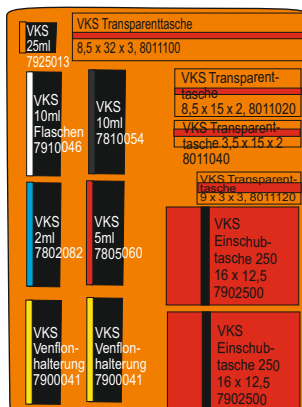 VKS
25ml
7925013
VKS Transparenttasche
8,5 x 32 x 3, 8011100
VKS
10ml
Flaschen
7910046
VKS
10ml
7810054
VKS Transparent-
tasche
8,5 x 15 x 2, 8011020
VKS Transparent-
tasche 3,5 x 15 x 2
8011040
VKS Transparent-
tasche
9 x 3 x 3, 8011120
VKS
2ml
7802082
VKS
5ml
7805060
VKS
Einschub-
tasche 250
16 x 12,5
7902500
VKS
Venflon-
halterung
7900041
VKS
Venflon-
halterung
7900041
VKS
Einschub-
tasche 250
16 x 12,5
7902500